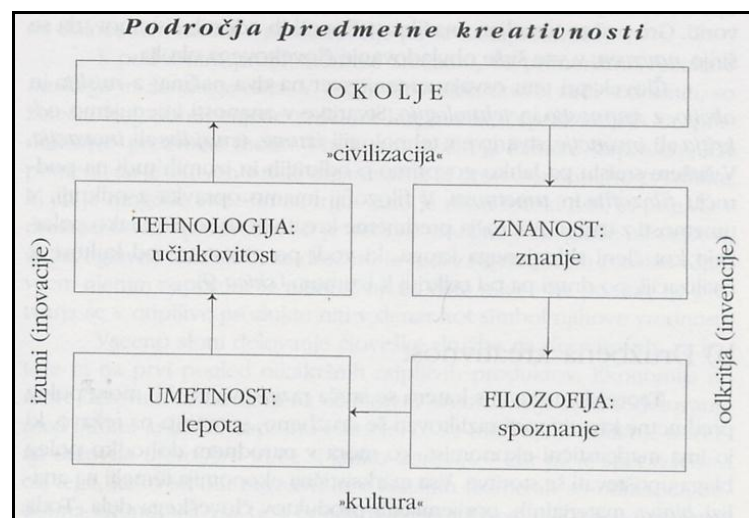 Področja predmetne kreativnosti
OKOLJE
»civilizacija«
TEHNOLOGIJA:
učinkovitost
ZNANOST:
znanje
izumi (inovacije)
odkritja (invencije)
UMETNOST:
lepota
FILOZOFIJA:
spoznanje
»kultura«